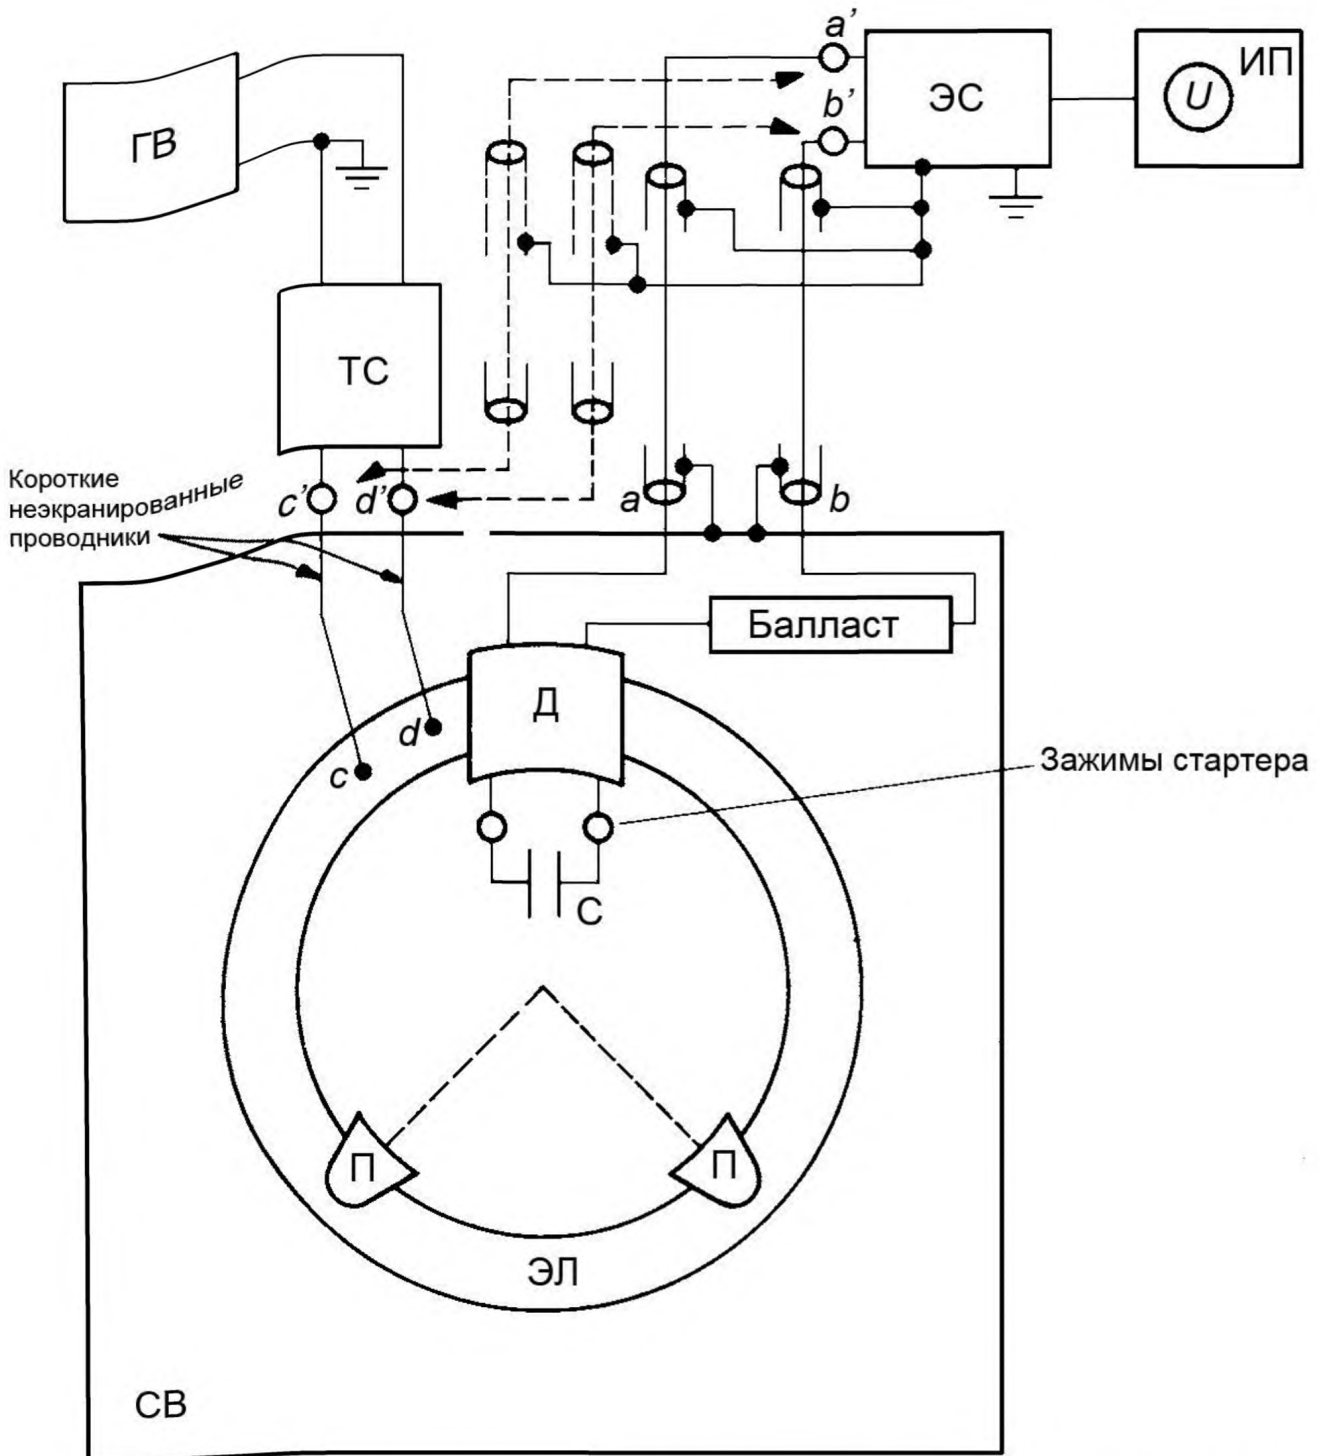 a’
ГВ
b’
ЭС
U
ИП
ТС
Короткие
неэкранированные
проводники
c’
d’
a
b
Балласт
Д
d
c
Зажимы стартера
С
П
П
ЭЛ
СВ